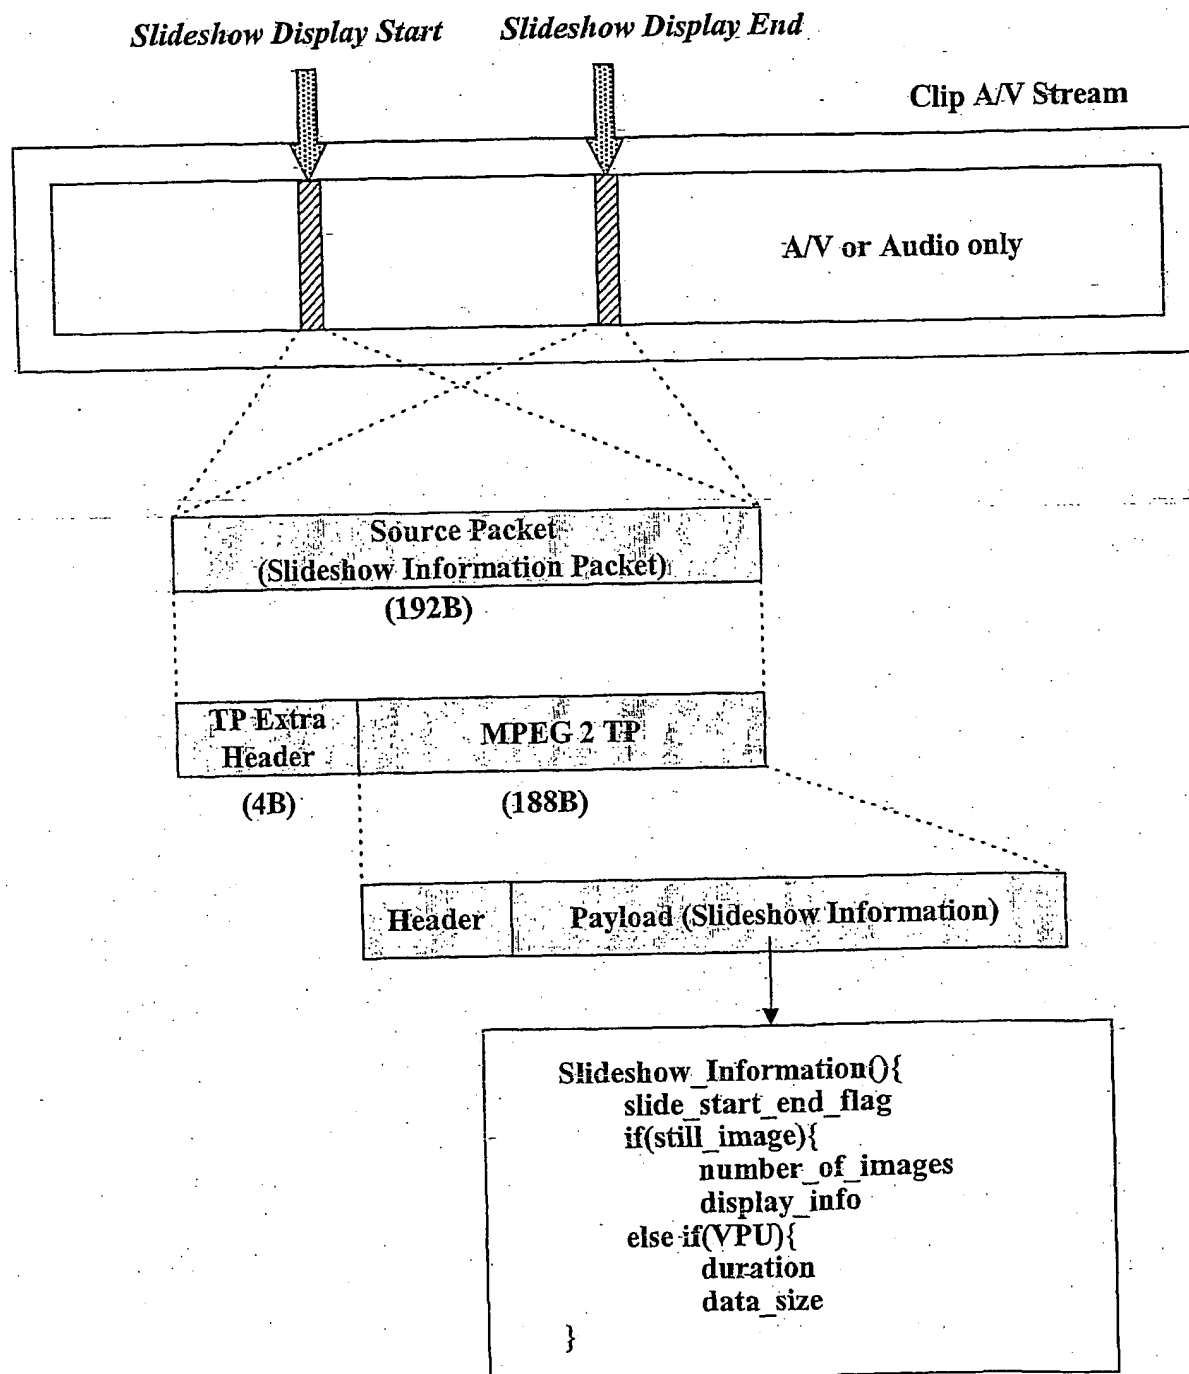 Slideshow Display Start
Slideshow Display End
Clip A/V Stream
A/V or Audio only
Source Packet
(Slideshow Information Packet)
(192B)
TP Extra
Header
MPEG 2 TP
(4B)
(188B)
Header
Payload (Slideshow Information)
Slideshow_Information(){
slide_start_end_flag
if(still_image){
number_of_images
display_info
else if(VPU){
duration
data_size
}